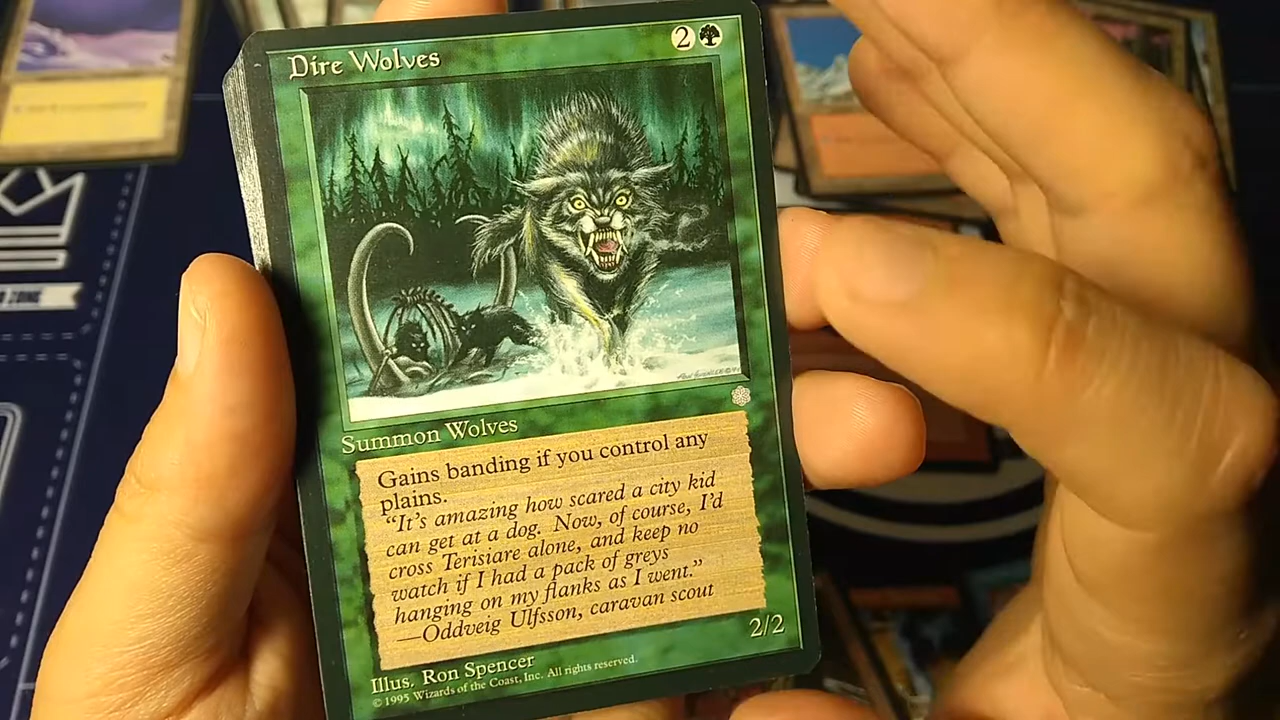 Dire Wolves
2
Summon Wolves
Gains banding if you control any
plains.
"It's amazing how scared a city kid
can get at a dog. Now, of course, I'd
cross Terisiare alone, and keep no
watch if I had a pack of greys
hanging on my flanks as I went."
—Oddveig Ulfsson, caravan scout
2/2
Illus. Ron Spencer
© 1995 Wizards of the Coast, Inc. All rights reserved.
ZONE